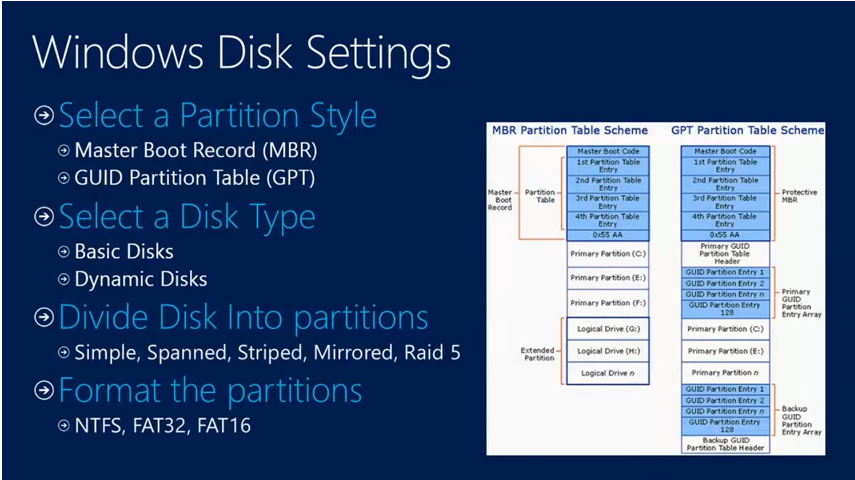 Windows Disk Settings
Select a Partition Style
Master Boot Record (MBR)
GUID Partition Table (GPT)
Select a Disk Type
Basic Disks
Dynamic Disks
Divide Disk Into partitions
Simple, Spanned, Striped, Mirrored, Raid 5
Format the partitions
NTFS, FAT32, FAT16
MBR Partition Table Scheme
Master Boot Code
1st Partition Table
Entry
2nd Partition Table
Entry
3rd Partition Table
Entry
4th Partition Table
Entry
0x55 AA
Master
Boot
Record
Partition
Table
Primary Partition (C:)
Primary Partition (E:)
Primary Partition (F:)
Logical Drive (G:)
Logical Drive (H:)
Logical Drive n
Extended
Partition
GPT Partition Table Scheme
Master Boot Code
1st Partition Table
Entry
2nd Partition Table
Entry
3rd Partition Table
Entry
4th Partition Table
Entry
0x55 AA
Protective
MBR
Primary GUID
Partition Table
Header
GUID Partition Entry 1
GUID Partition Entry 2
GUID Partition Entry n
GUID Partition Entry
128
Primary
GUID
Partition
Entry Array
Primary Partition (C:)
Primary Partition (E:)
Primary Partition n
GUID Partition Entry 1
GUID Partition Entry 2
GUID Partition Entry n
GUID Partition Entry
128
Backup
GUID
Partition
Entry Array
Backup GUID
Partition Table Header